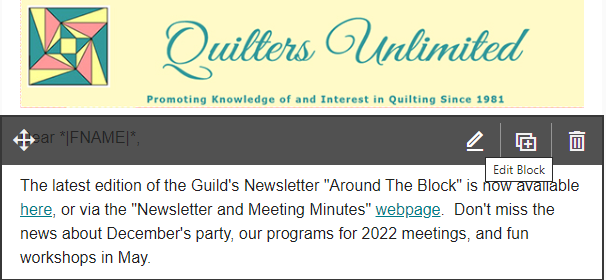 Quilters Unlimited
Promoting Knowledge of and Interest in Quilting Since 1981
ear *|FNAME|*,
Edit Block
The latest edition of the Guild's Newsletter "Around The Block" is now available
here, or via the "Newsletter and Meeting Minutes" webpage.  Don't miss the
news about December's party, our programs for 2022 meetings, and fun
workshops in May.